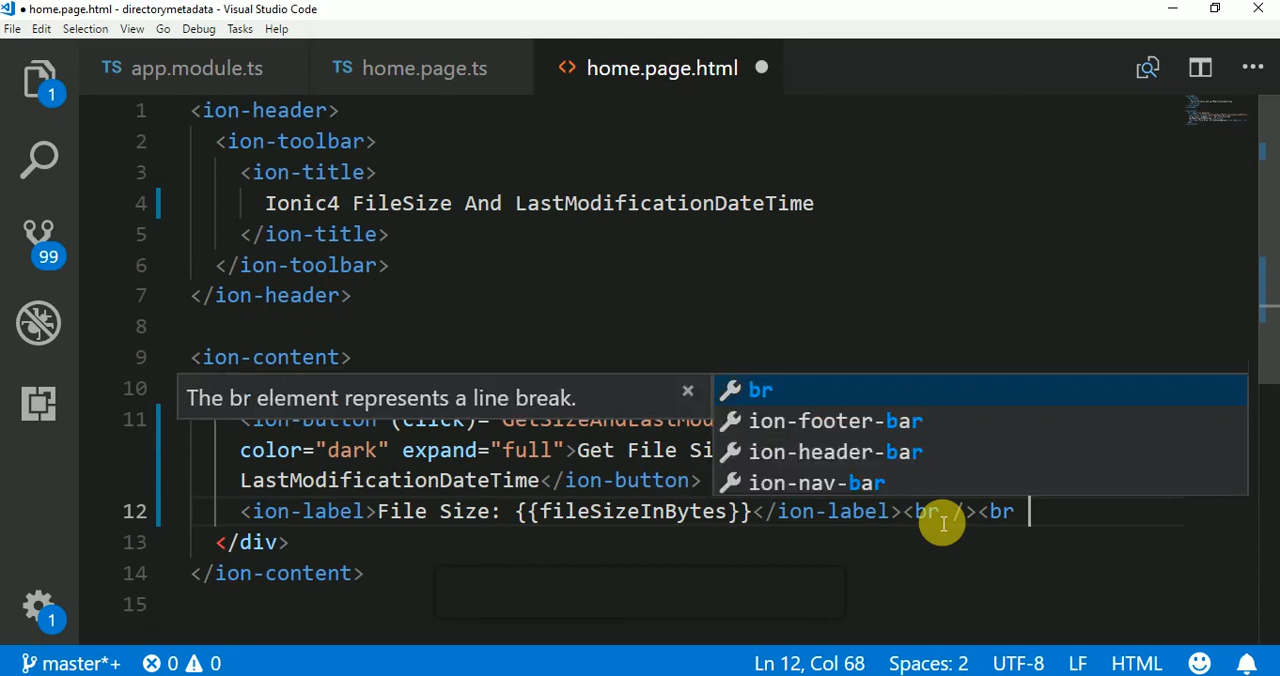 ● home.page.html - directorymetadata - Visual Studio Code
File Edit Selection View Go Debug Tasks Help
TS app.module.ts TS home.page.ts <> home.page.html ●
1 <ion-header>
2 <ion-toolbar>
3 <ion-title>
4 Ionic4 FileSize And LastModificationDateTime
5 </ion-title>
6 </ion-toolbar>
7 </ion-header>
8
9 <ion-content>
10
The br element represents a line break. ×
br
ion-footer-bar
ion-header-bar
ion-nav-bar
11 <ion-button (click)="GetSizeAndLastMod
color="dark" expand="full">Get File Si
LastModificationDateTime</ion-button>
12 <ion-label>File Size: {{fileSizeInBytes}}</ion-label><br /><br
13 </div>
14 </ion-content>
15
1
99
1
master*+ 0 0 Ln 12, Col 68 Spaces: 2 UTF-8 LF HTML